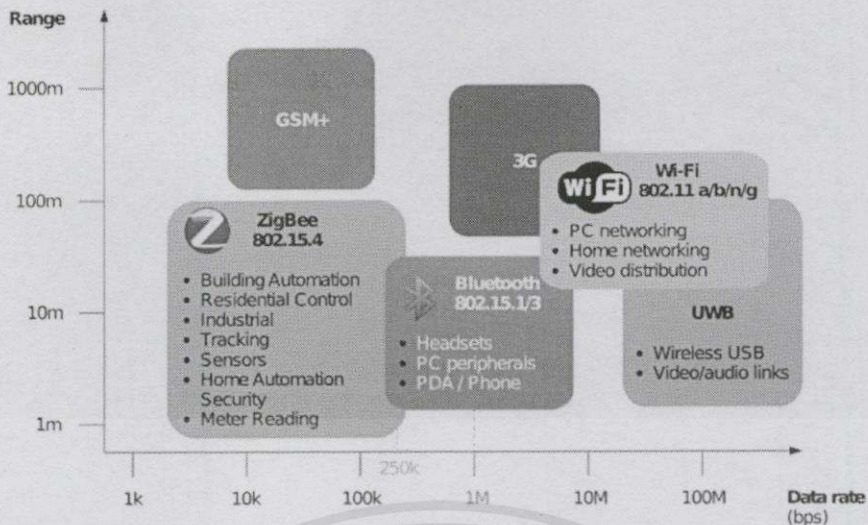 Range
1000m
100m
10m
1m
GSM+
3G
Wi-Fi
802.11 a/b/n/g
WiFi
• PC networking
• Home networking
• Video distribution
ZigBee
802.15.4
• Building Automation
• Residential Control
• Industrial
• Tracking
• Sensors
• Home Automation
Security
• Meter Reading
Bluetooth
802.15.1/3
• Headsets
• PC peripherals
• PDA / Phone
UWB
• Wireless USB
• Video/audio links
250k
1k
10k
100k
1M
10M
100M
Data rate
(bps)